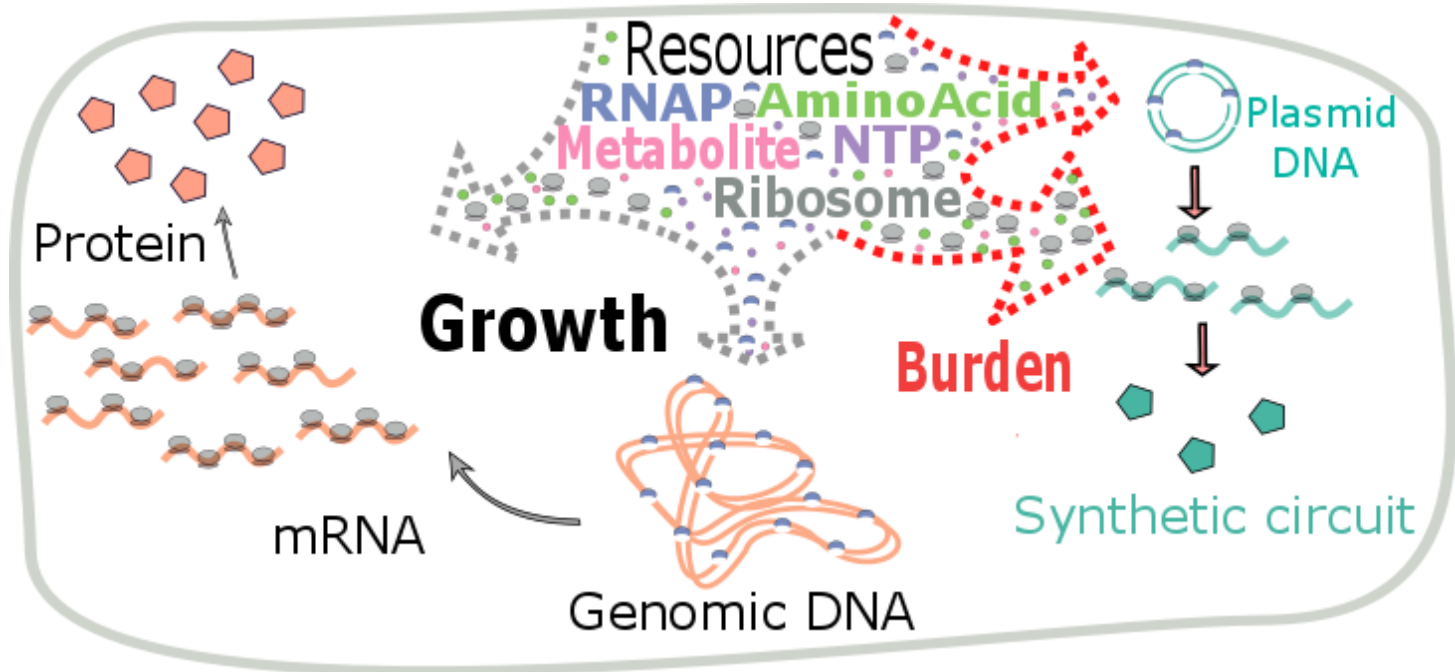 Resources
RNAP AminoAcid
Metabolite NTP
Ribosome
Plasmid
DNA
Protein
Growth
Burden
mRNA
Synthetic circuit
Genomic DNA